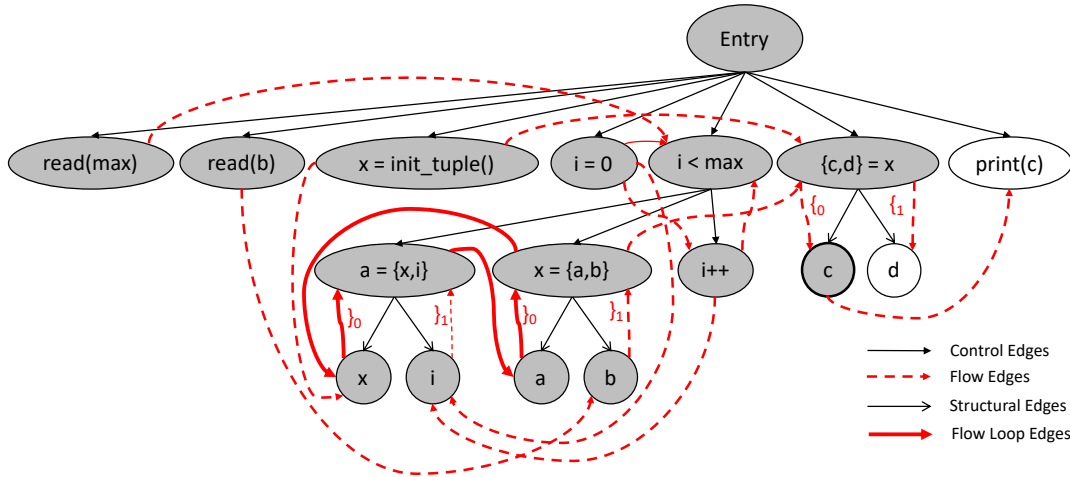 Entry
read(max)
read(b)
x = init_tuple()
i = 0
i < max
{c,d} = x
print(c)
{0
{1
a = {x,i}
x = {a,b}
i++
c
d
}0
}1
}0
}1
x
i
a
b
Control Edges
Flow Edges
Structural Edges
Flow Loop Edges